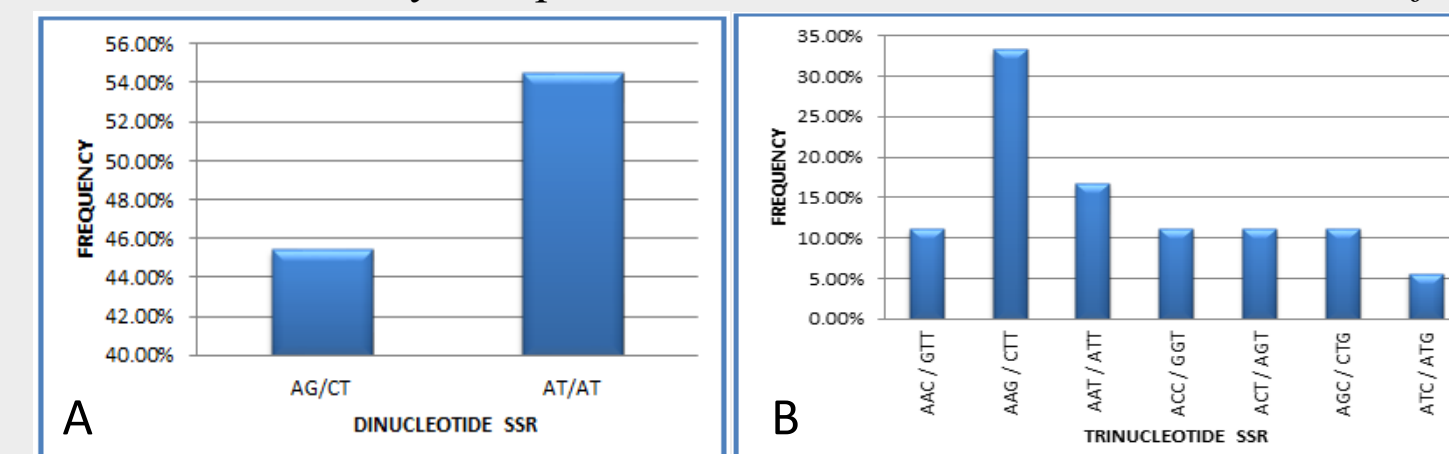 56.00%
54.00%
52.00%
50.00%
48.00%
46.00%
44.00%
42.00%
40.00%
FREQUENCY
AG/CT
AT/AT
DINUCLEOTIDE SSR
A
35.00%
30.00%
25.00%
20.00%
15.00%
10.00%
5.00%
0.00%
FREQUENCY
AAC / GTT
AAG / CTT
AAT / ATT
ACC / GGT
ACT / AGT
AGC / CTG
ATC / ATG
TRINUCLEOTIDE SSR
B